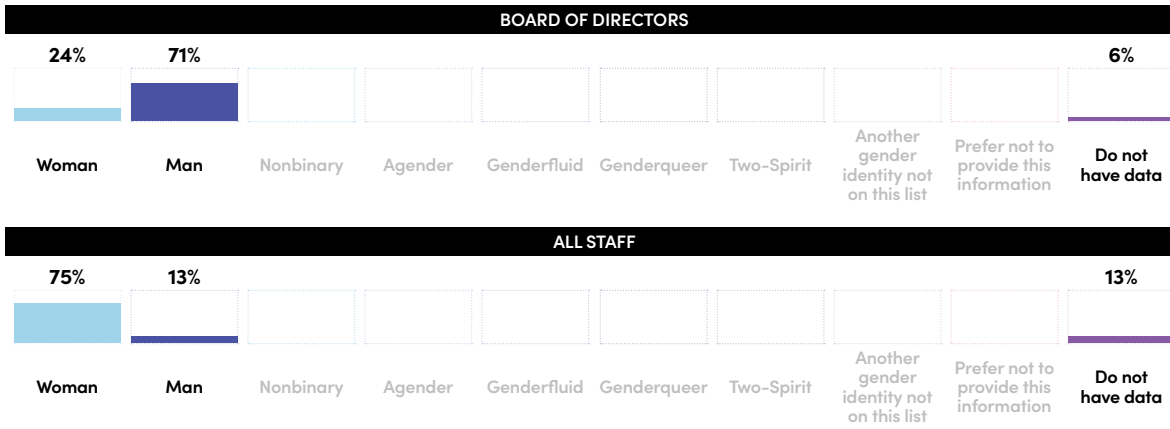 BOARD OF DIRECTORS
24% 71% 6%
Woman Man Nonbinary Agender Genderfluid Genderqueer Two-Spirit Another gender identity not on this list Prefer not to provide this information Do not have data
ALL STAFF
75% 13% 13%
Woman Man Nonbinary Agender Genderfluid Genderqueer Two-Spirit Another gender identity not on this list Prefer not to provide this information Do not have data